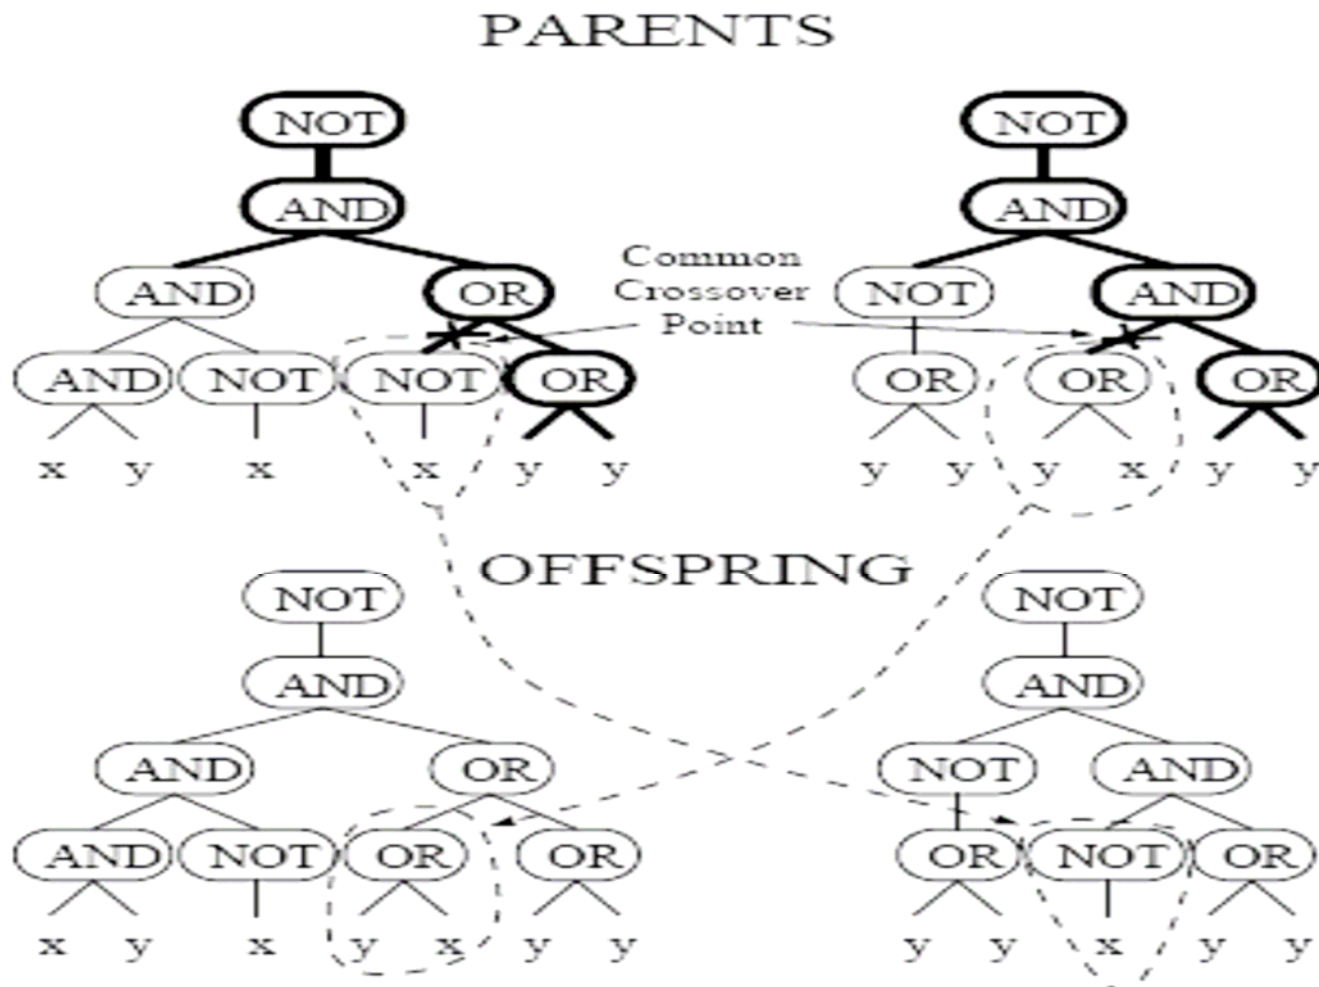 PARENTS
NOT NOT
AND AND
Common
AND OR Crossover NOT AND
Point
AND NOT NOT OR OR OR OR
x y x x y y y y y x y y
OFFSPRING
NOT NOT
AND AND
AND OR NOT AND
AND NOT OR OR OR NOT OR
x y x y x y y y y x y y